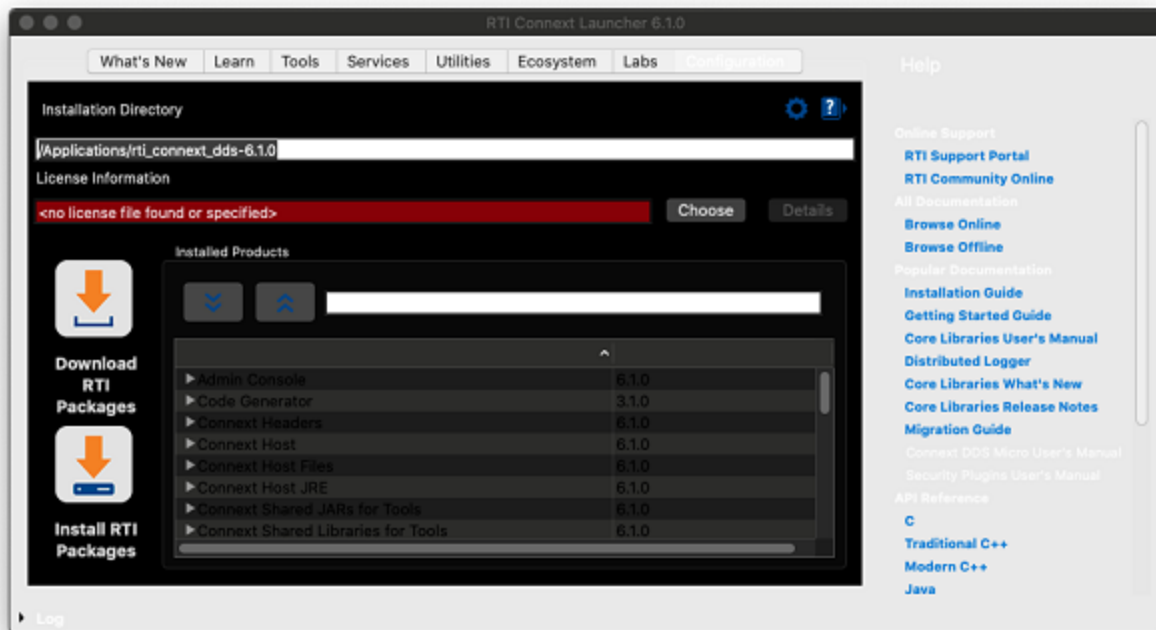 RTI Connext Launcher 6.1.0
What's New Learn Tools Services Utilities Ecosystem Labs Configuration
Help
Installation Directory
?
/Applications/rti_connext_dds-6.1.0
License Information
<no license file found or specified>
Choose
Details
Installed Products
Download
RTI
Packages
Install RTI
Packages
Admin Console 6.1.0
Code Generator 3.1.0
Connext Headers 6.1.0
Connext Host 6.1.0
Connext Host Files 6.1.0
Connext Host JRE 6.1.0
Connext Shared JARs for Tools 6.1.0
Connext Shared Libraries for Tools 6.1.0
Online Support
RTI Support Portal
RTI Community Online
All Documentation
Browse Online
Browse Offline
Popular Documentation
Installation Guide
Getting Started Guide
Core Libraries User's Manual
Distributed Logger
Core Libraries What's New
Core Libraries Release Notes
Migration Guide
Connext DDS Micro User's Manual
Security Plugins User's Manual
API Reference
C
Traditional C++
Modern C++
Java
Log